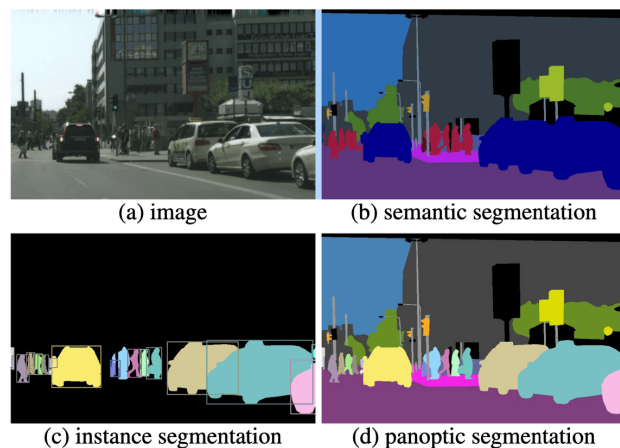 (a) image
(b) semantic segmentation
(c) instance segmentation
(d) panoptic segmentation